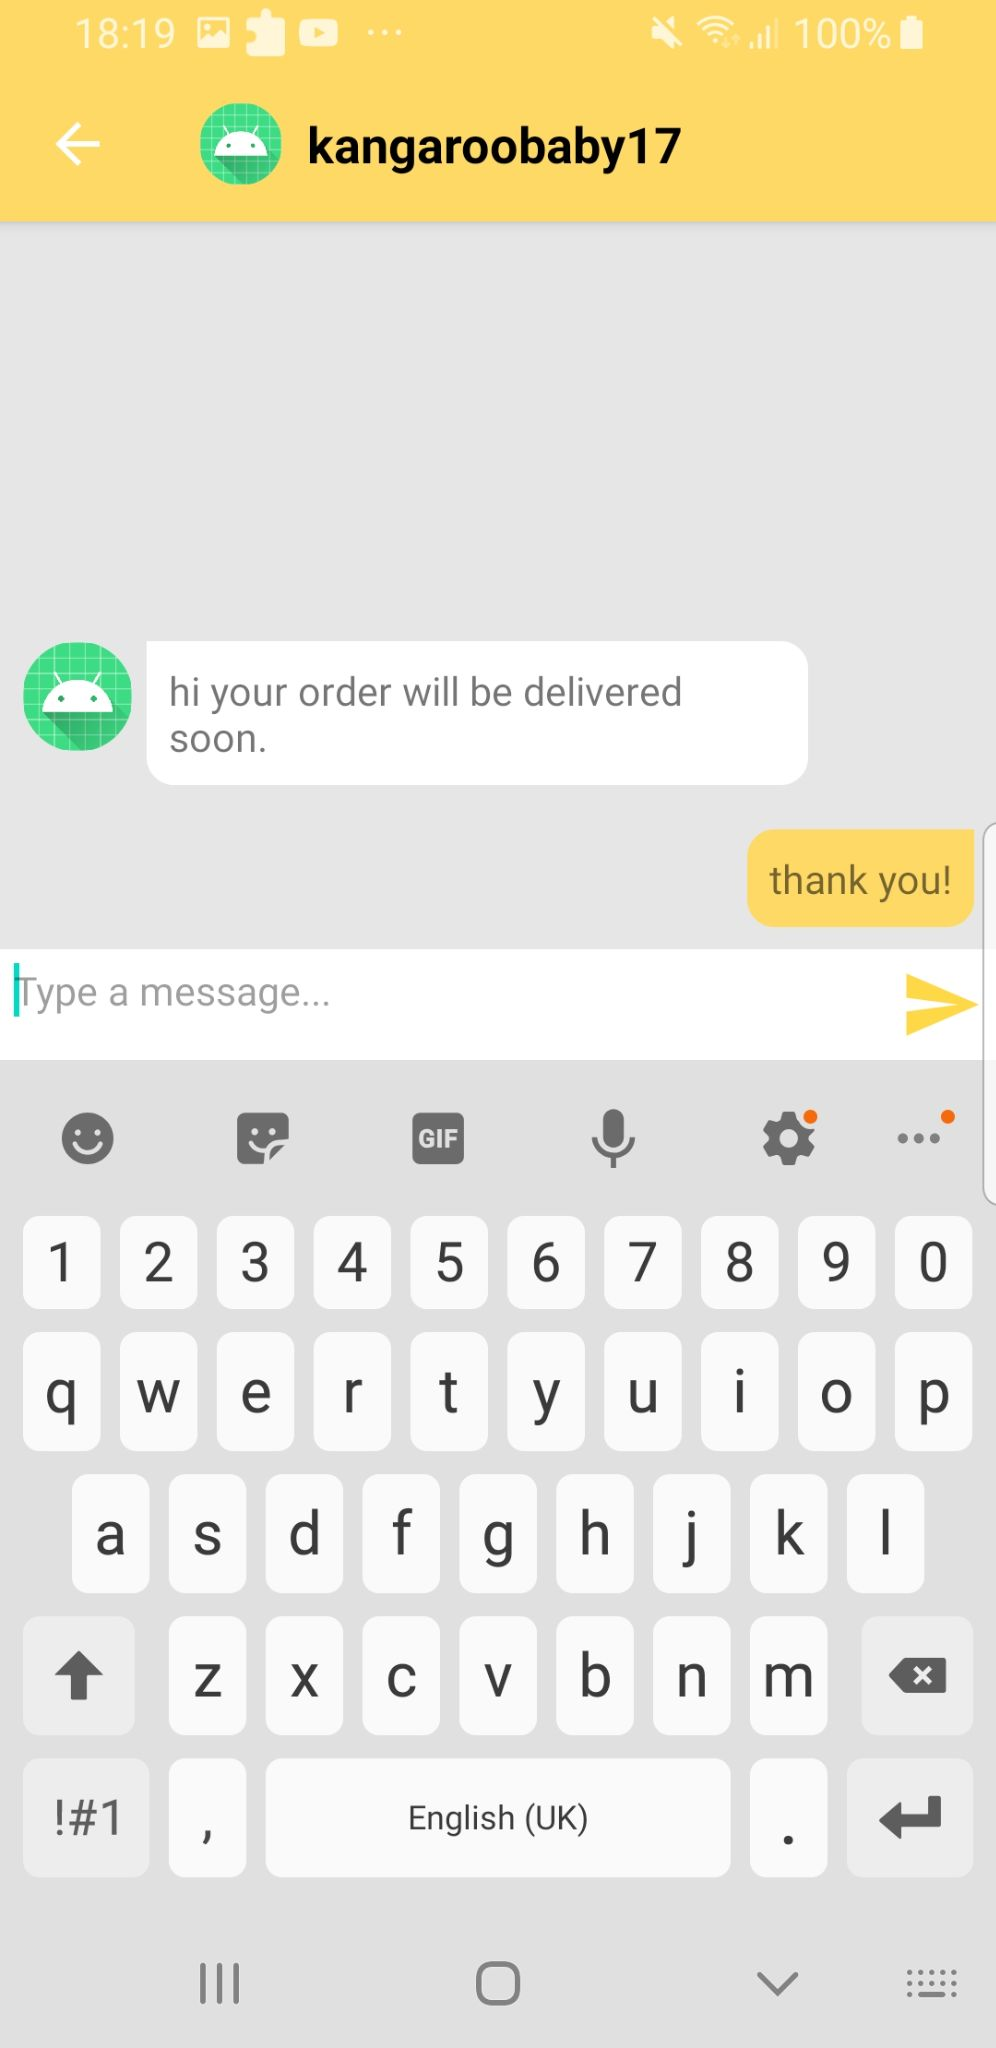 18:19 100%
kangaroobaby17
hi your order will be delivered
soon.
thank you!
Type a message...
GIF
1 2 3 4 5 6 7 8 9 0
q w e r t y u i o p
a s d f g h j k l
z x c v b n m
!#1 , English (UK) .